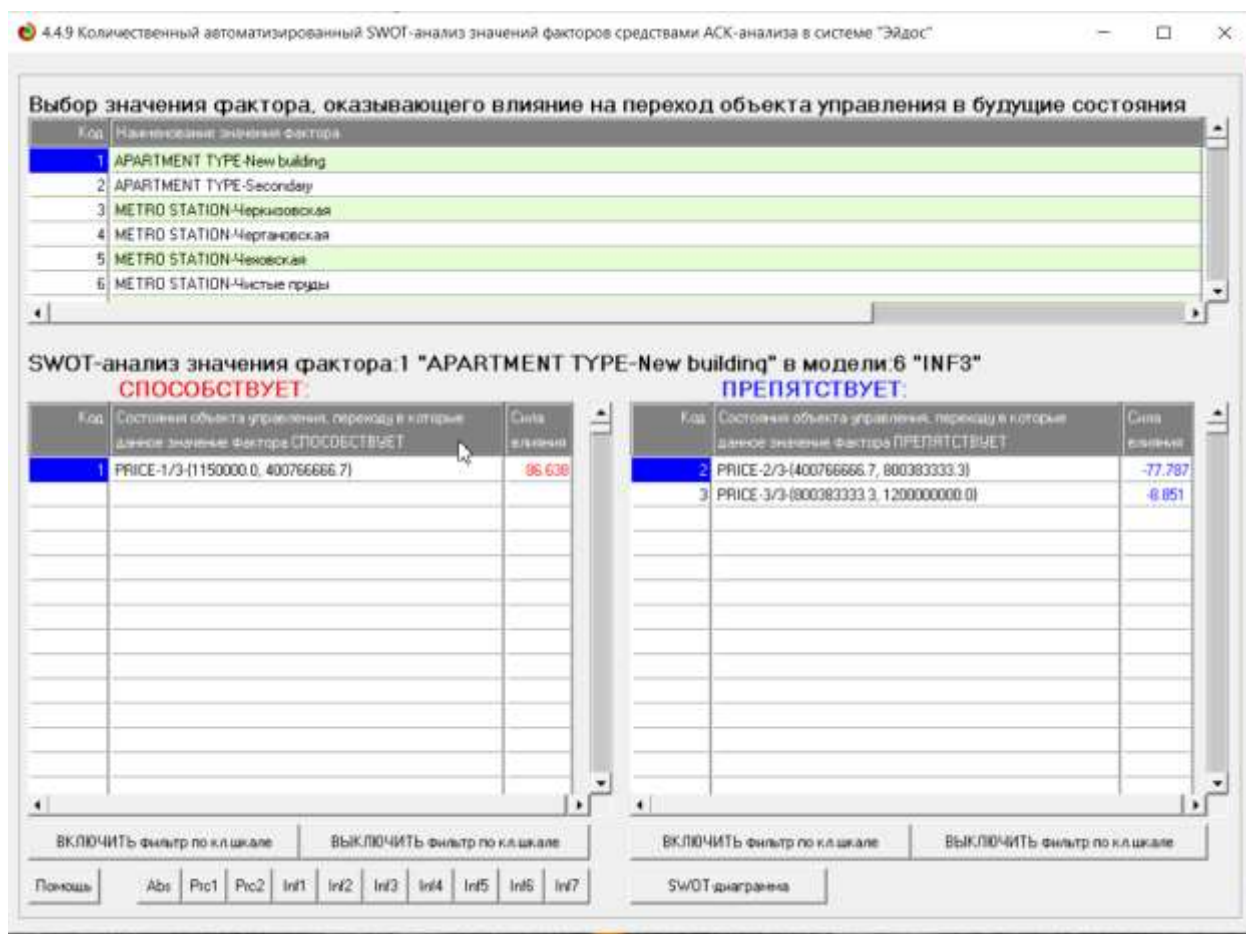 4.4.9 Количественный автоматизированный SWOT-анализ значений факторов средствами АСК-анализа в системе "Эйдос"
Выбор значения фактора, оказывающего влияние на переход объекта управления в будущие состояния
Код Наименование значения фактора
1 APARTMENT TYPE-New building
2 APARTMENT TYPE-Secondary
3 METRO STATION-Черкизовская
4 METRO STATION-Чертановская
5 METRO STATION-Чеховская
6 METRO STATION-Чистые пруды
SWOT-анализ значения фактора:1 "APARTMENT TYPE-New building" в модели:6 "INF3"
СПОСОБСТВУЕТ: ПРЕПЯТСТВУЕТ:
Код Состояния объекта управления, переходу в которые Сила Код Состояния объекта управления, переходу в которые Сила
данное значение фактора СПОСОБСТВУЕТ влияния данное значение фактора ПРЕПЯТСТВУЕТ влияния
1 PRICE-1/3-{1150000.0, 400766666.7} 86.638 2 PRICE-2/3-{400766666.7, 800383333.3} -77.787
3 PRICE-3/3-{800383333.3, 1200000000.0} -8.851
ВКЛЮЧИТЬ фильтр по кл.шкале ВЫКЛЮЧИТЬ фильтр по кл.шкале ВКЛЮЧИТЬ фильтр по кл.шкале ВЫКЛЮЧИТЬ фильтр по кл.шкале
Помощь Abs Prc1 Prc2 Inf1 Inf2 Inf3 Inf4 Inf5 Inf6 Inf7 SWOT-диаграмма